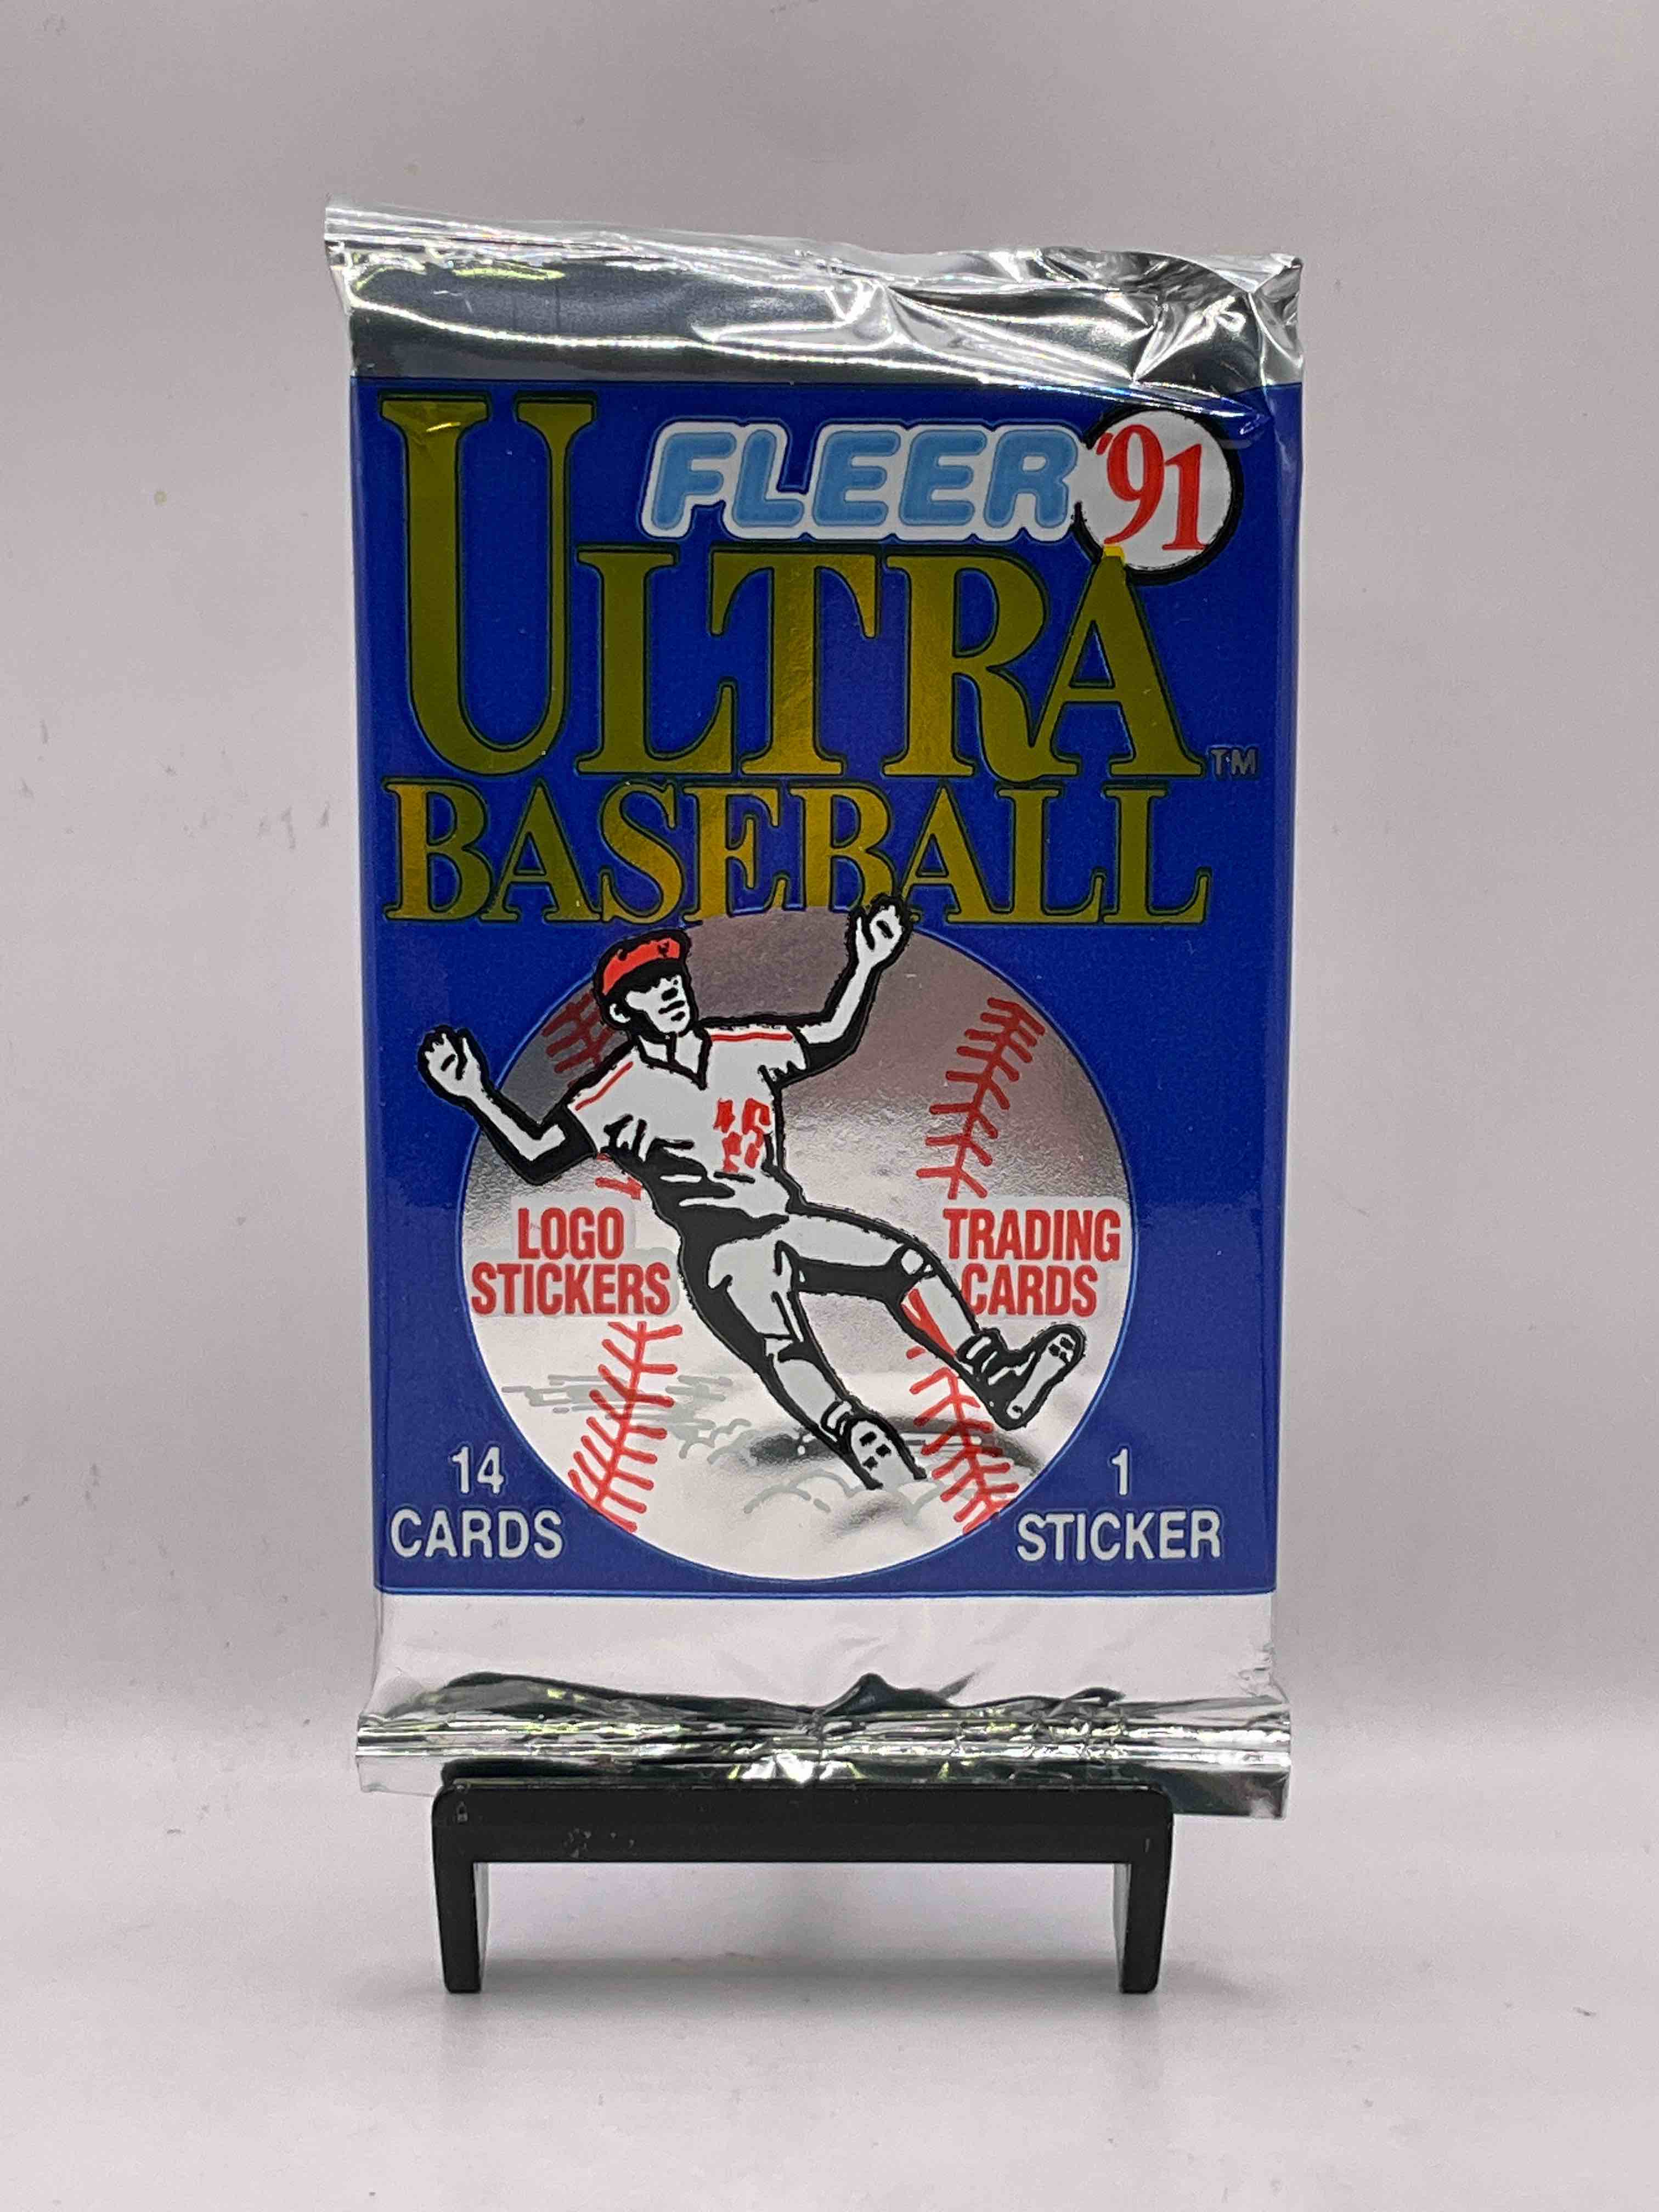 FLEER '91
ULTRA™
BASEBALL
LOGO
STICKERS
TRADING
CARDS
14
CARDS
1
STICKER